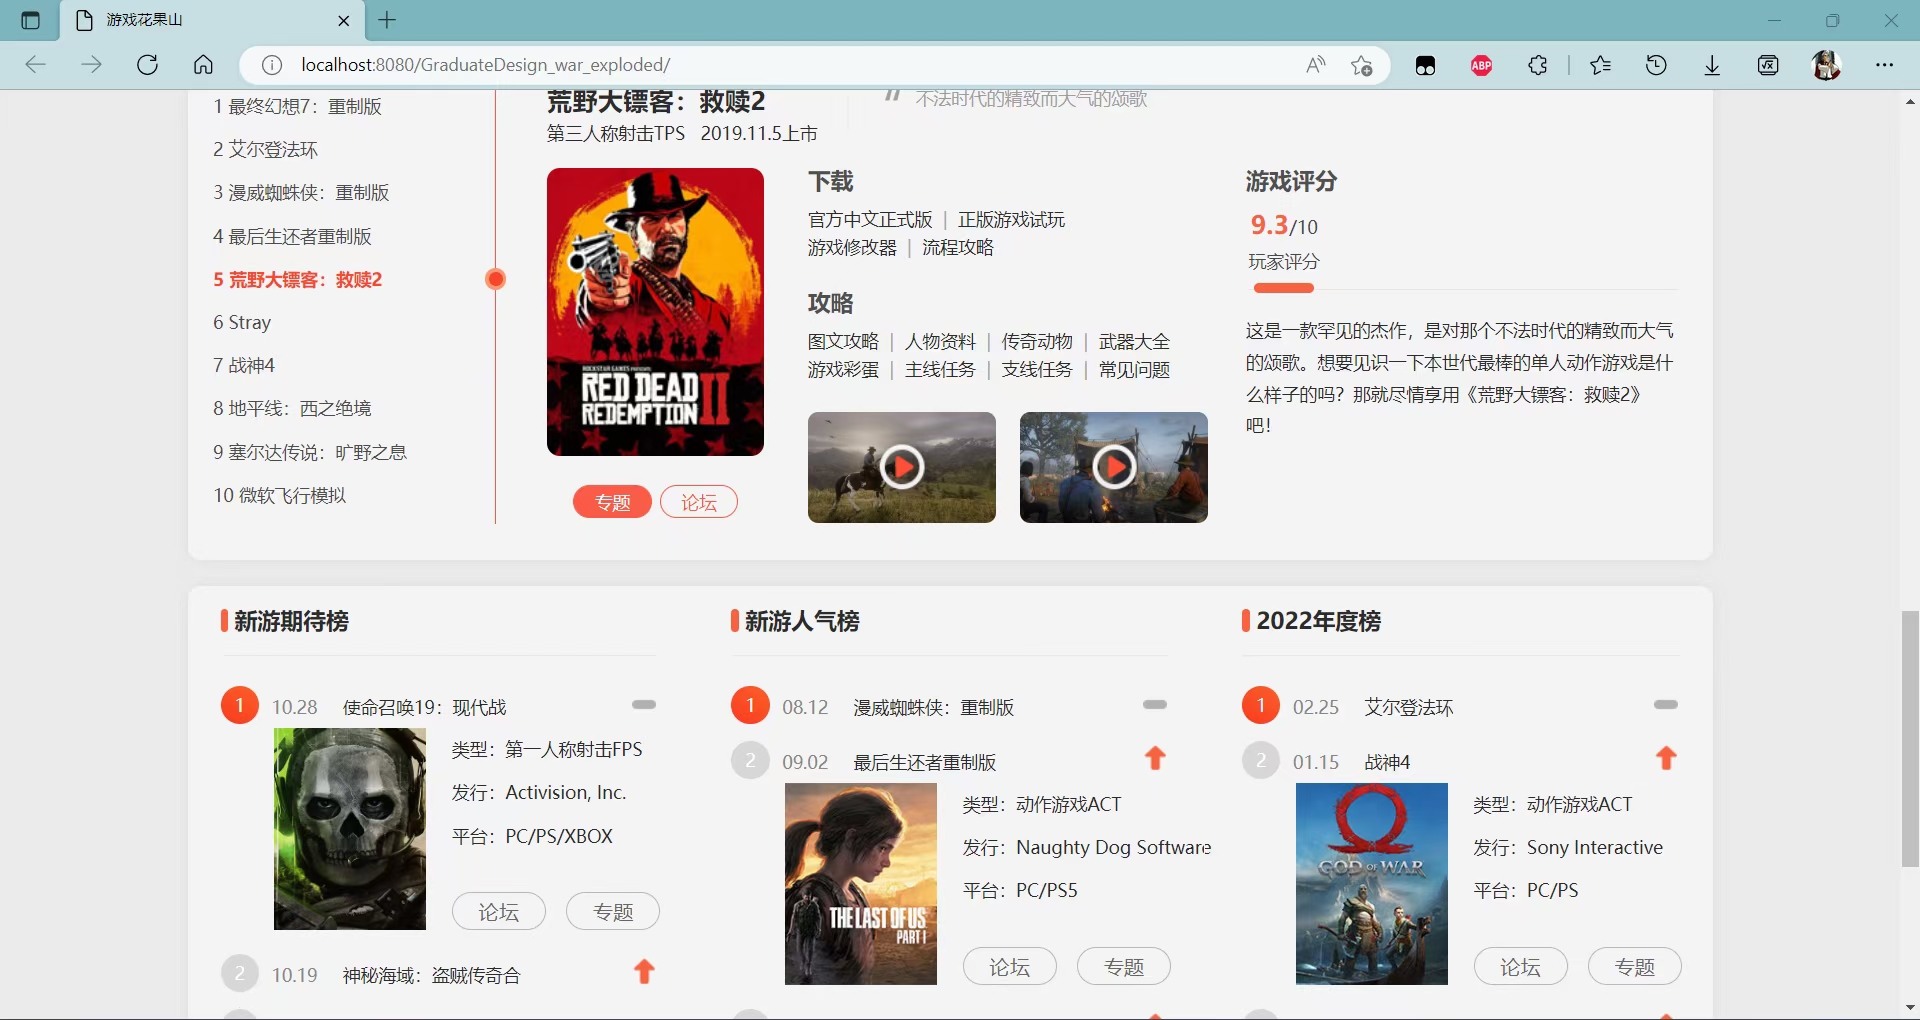 游戏花果山
localhost:8080/GraduateDesign_war_exploded/
ABP
1 最终幻想7：重制版
2 艾尔登法环
3 漫威蜘蛛侠：重制版
4 最后生还者重制版
5 荒野大镖客：救赎2
6 Stray
7 战神4
8 地平线：西之绝境
9 塞尔达传说：旷野之息
10 微软飞行模拟
荒野大镖客：救赎2
不法时代的精致而大气的颂歌
第三人称射击TPS 2019.11.5上市
ROCKSTAR GAMES PRESENTS
RED DEAD
REDEMPTION II
专题 论坛
下载
官方中文正式版 | 正版游戏试玩
游戏修改器 | 流程攻略
攻略
图文攻略 | 人物资料 | 传奇动物 | 武器大全
游戏彩蛋 | 主线任务 | 支线任务 | 常见问题
游戏评分
9.3/10
玩家评分
这是一款罕见的杰作，是对那个不法时代的精致而大气
的颂歌。想要见识一下本世代最棒的单人动作游戏是什
么样子的吗？那就尽情享用《荒野大镖客：救赎2》
吧！
新游期待榜
1 10.28 使命召唤19：现代战
类型：第一人称射击FPS
发行：Activision, Inc.
平台：PC/PS/XBOX
论坛 专题
2 10.19 神秘海域：盗贼传奇合
新游人气榜
1 08.12 漫威蜘蛛侠：重制版
2 09.02 最后生还者重制版
THE LAST OF US
PART I
类型：动作游戏ACT
发行：Naughty Dog Software
平台：PC/PS5
论坛 专题
2022年度榜
1 02.25 艾尔登法环
2 01.15 战神4
GOD OF WAR
类型：动作游戏ACT
发行：Sony Interactive
平台：PC/PS
论坛 专题